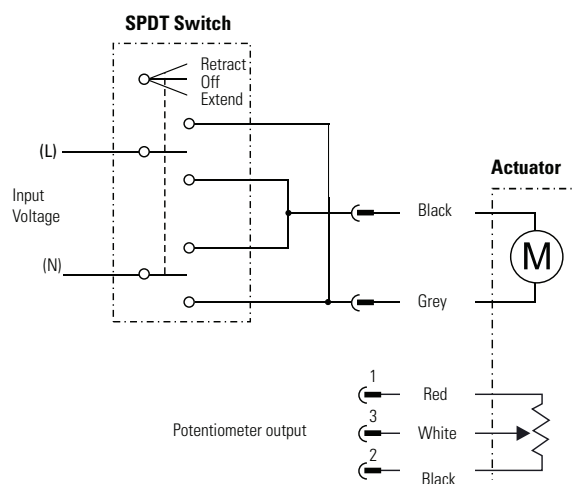 SPDT Switch
Retract
Off
Extend
(L)
Actuator
Input
Voltage
Black
M
(N)
Grey
1
Red
3
Potentiometer output
White
2
Black